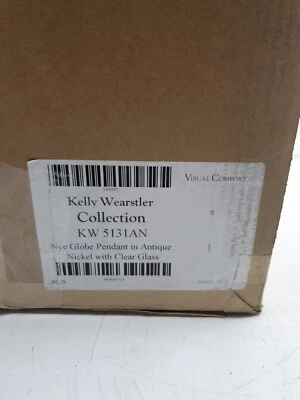 VISUAL COMFORT
Kelly Wearstler
Collection
KW 5131AN
Nye Globe Pendant in Antique
Nickel with Clear Glass